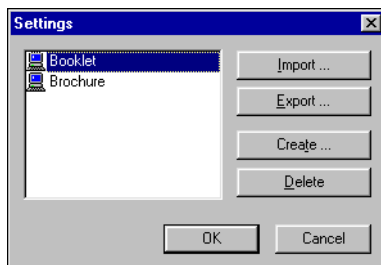 Settings
Booklet
Brochure
Import ...
Export ...
Create ...
Delete
OK
Cancel